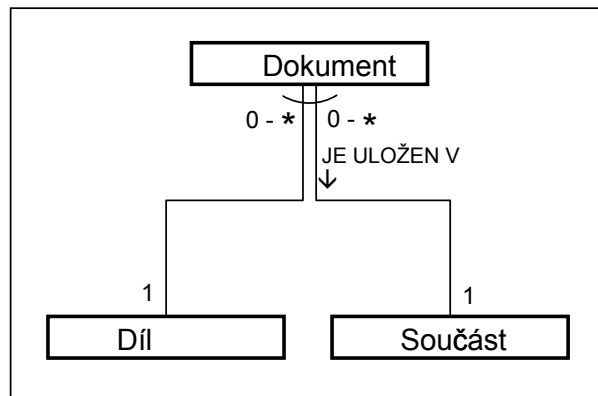 Dokument
0 - * 0 - *
JE ULOŽEN V
1 1
Díl Součást